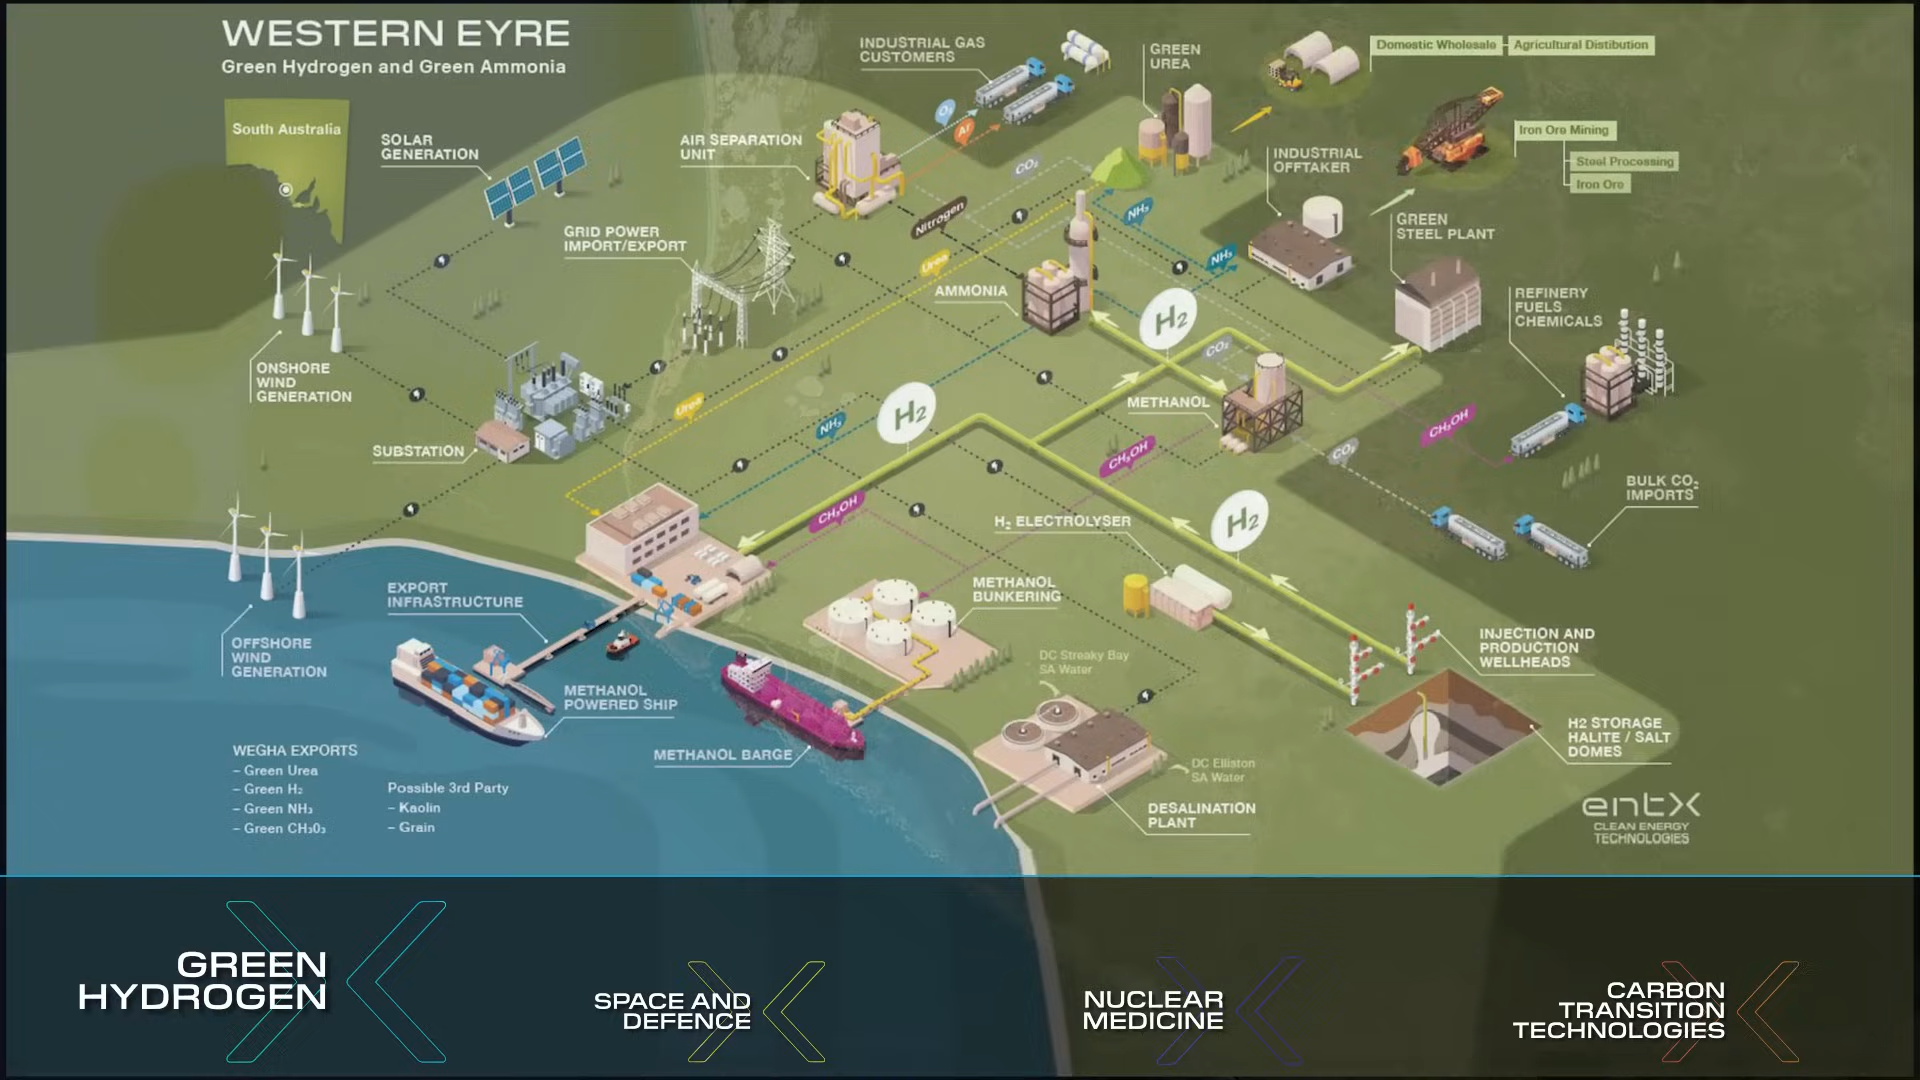 WESTERN EYRE
Green Hydrogen and Green Ammonia
South Australia
SOLAR
GENERATION
AIR SEPARATION
UNIT
INDUSTRIAL GAS
CUSTOMERS
O₂
Ar
GREEN
UREA
Domestic Wholesale
Agricultural Distibution
Iron Ore Mining
Steel Processing
Iron Ore
INDUSTRIAL
OFFTAKER
GREEN
STEEL PLANT
REFINERY
FUELS
CHEMICALS
GRID POWER
IMPORT/EXPORT
Nitrogen
CO₂
NH₃
NH₃
Urea
AMMONIA
H₂
CO₂
ONSHORE
WIND
GENERATION
Urea
NH₃
H₂
METHANOL
CH₃OH
CH₃OH
CO₂
SUBSTATION
BULK CO₂
IMPORTS
CH₃OH
H₂ ELECTROLYSER
H₂
EXPORT
INFRASTRUCTURE
METHANOL
BUNKERING
OFFSHORE
WIND
GENERATION
DC Streaky Bay
SA Water
INJECTION AND
PRODUCTION
WELLHEADS
METHANOL
POWERED SHIP
METHANOL BARGE
H2 STORAGE
HALITE / SALT
DOMES
WEGHA EXPORTS
– Green Urea
– Green H₂
– Green NH₃
– Green CH₃0₃
Possible 3rd Party
– Kaolin
– Grain
DC Elliston
SA Water
DESALINATION
PLANT
entX
CLEAN ENERGY
TECHNOLOGIES
GREEN
HYDROGEN
SPACE AND
DEFENCE
NUCLEAR
MEDICINE
CARBON
TRANSITION
TECHNOLOGIES